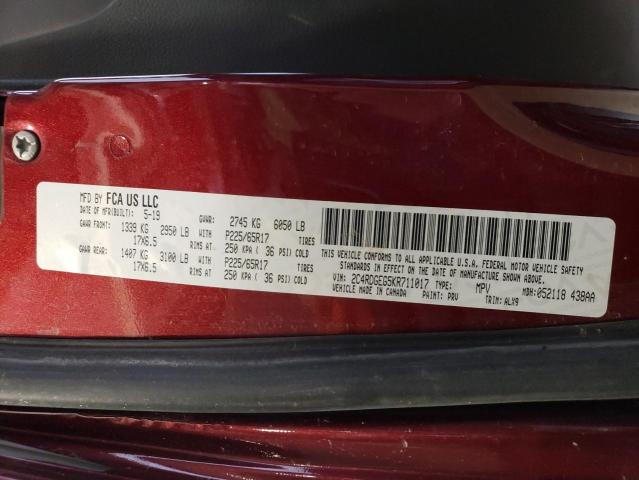 MFD BY FCA US LLC
DATE OF MFR(BUILT): 5-19 GVWR: 2745 KG 6050 LB
GAWR FRONT: 1339 KG 2950 LB WITH P225/65R17 TIRES
17X6.5 RIMS AT 250 KPA ( 36 PSI) COLD
GAWR REAR: 1407 KG 3100 LB WITH P225/65R17 TIRES
17X6.5 RIMS AT 250 KPA ( 36 PSI) COLD
THIS VEHICLE CONFORMS TO ALL APPLICABLE U.S.A. FEDERAL MOTOR VEHICLE SAFETY
STANDARDS IN EFFECT ON THE DATE OF MANUFACTURE SHOWN ABOVE.
VIN: 2C4RDGEG5KR711017 TYPE: MPV MDH: 052118 438AA
VEHICLE MADE IN CANADA PAINT: PRV TRIM: ALX9